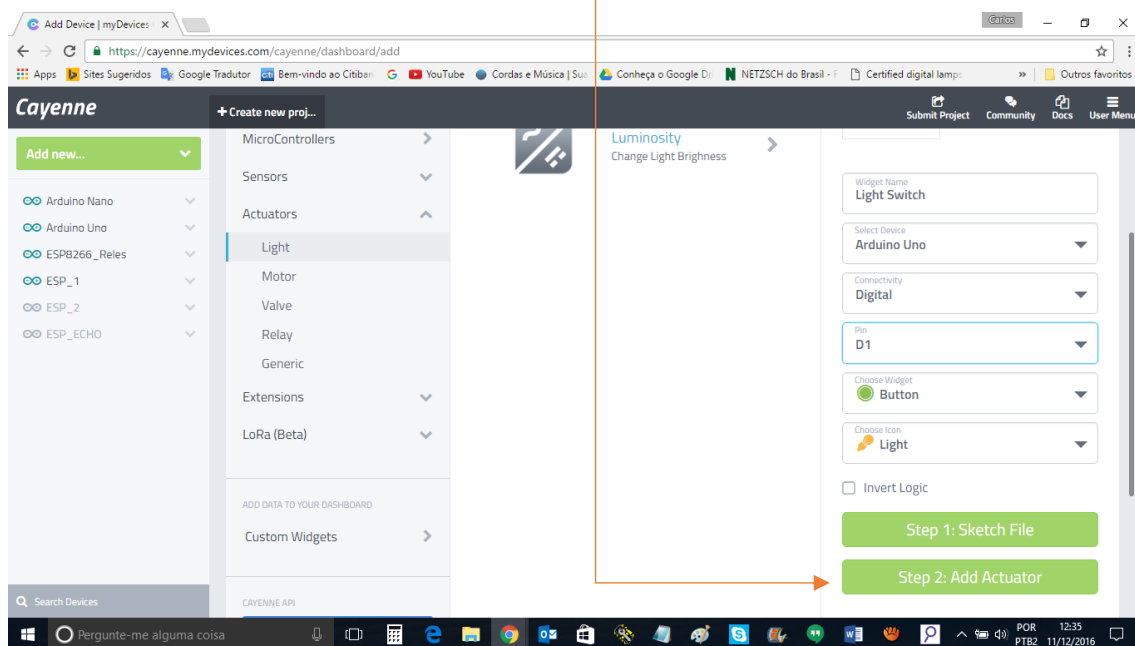 Add Device | myDevices
Carlos
https://cayenne.mydevices.com/cayenne/dashboard/add
Apps
Sites Sugeridos
Google Tradutor
citi
Bem-vindo ao Citiban
G
YouTube
Cordas e Música | Sua
Conheça o Google Dr
NETZSCH do Brasil - F
Certified digital lamp
»
Outros favoritos
Cayenne
+ Create new proj...
Submit Project
Community
Docs
User Menu
Add new...
Arduino Nano
Arduino Uno
ESP8266_Reles
ESP_1
ESP_2
ESP_ECHO
Search Devices
MicroControllers
Sensors
Actuators
Light
Motor
Valve
Relay
Generic
Extensions
LoRa (Beta)
ADD DATA TO YOUR DASHBOARD
Custom Widgets
CAYENNE API
Luminosity
Change Light Brighness
Widget Name
Light Switch
Select Device
Arduino Uno
Connectivity
Digital
Pin
D1
Choose Widget
Button
Choose Icon
Light
Invert Logic
Step 1: Sketch File
Step 2: Add Actuator
Pergunte-me alguma coisa
POR
PTB2
12:35
11/12/2016